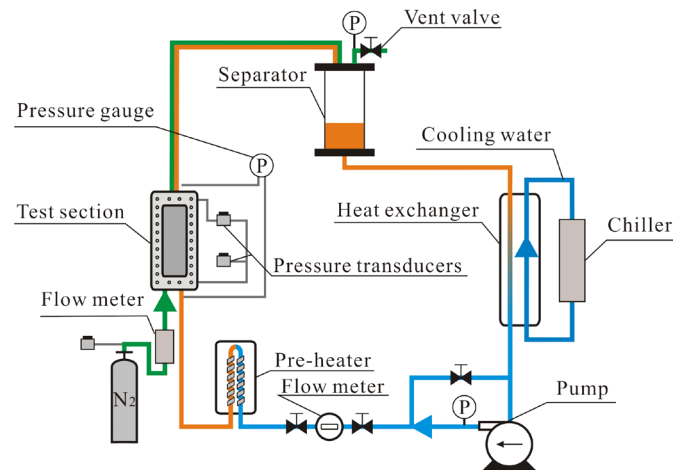 P
Vent valve
Separator
Pressure gauge
P
Cooling water
Test section
Heat exchanger
Chiller
Pressure transducers
Flow meter
Pre-heater
Flow meter
Pump
P
N2